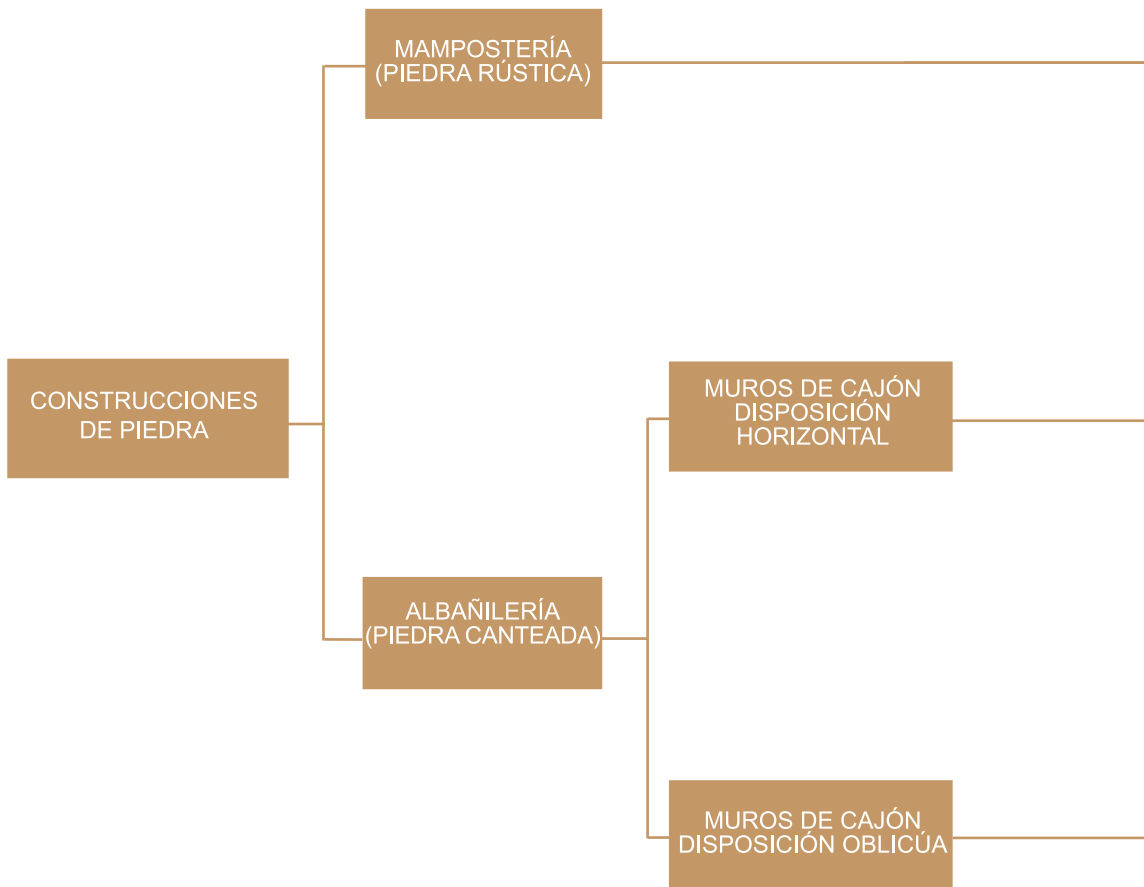 MAMPOSTERÍA
(PIEDRA RÚSTICA)
CONSTRUCCIONES
DE PIEDRA
MUROS DE CAJÓN
DISPOSICIÓN
HORIZONTAL
ALBAÑILERÍA
(PIEDRA CANTEADA)
MUROS DE CAJÓN
DISPOSICIÓN OBLICÚA